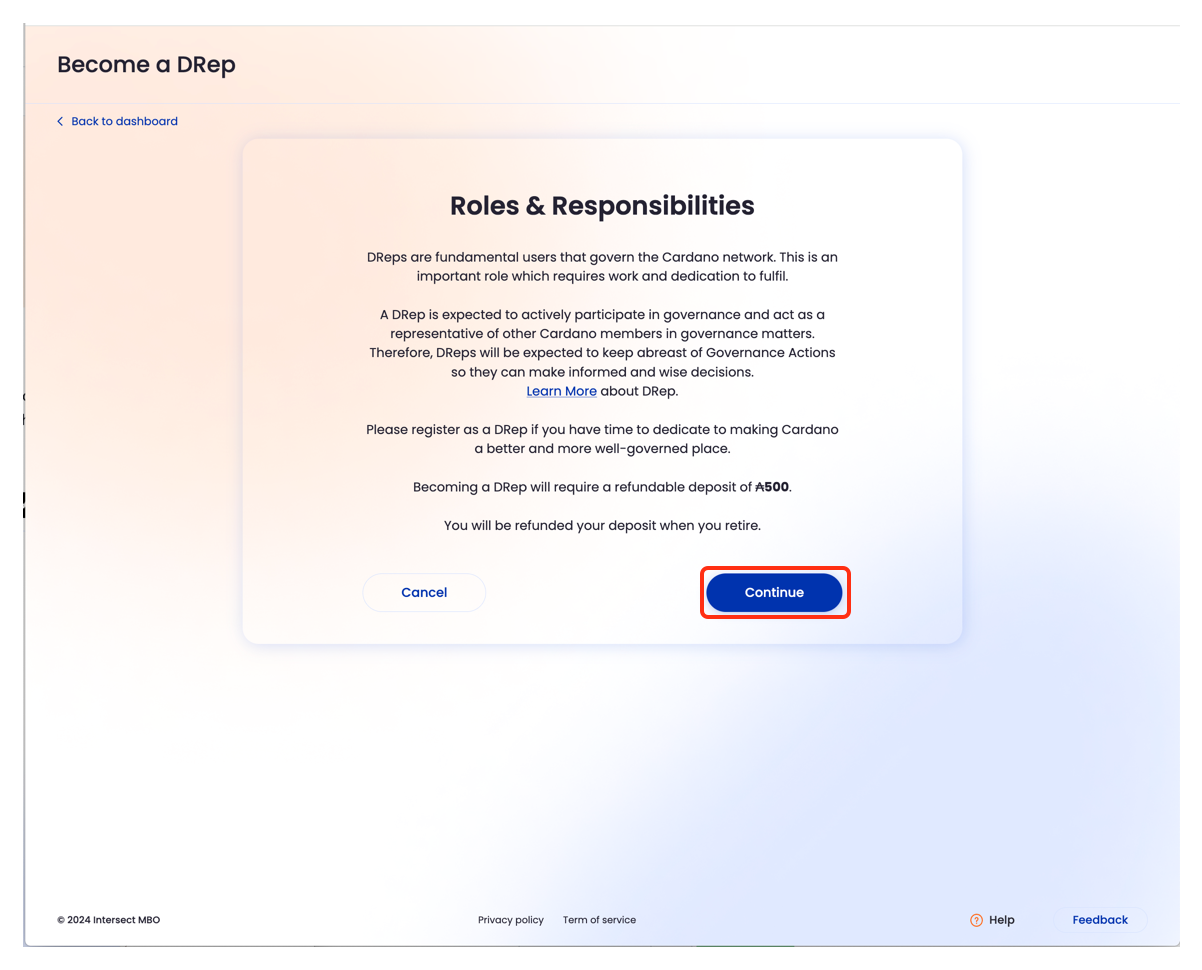 Become a DRep
Back to dashboard
Roles & Responsibilities
DReps are fundamental users that govern the Cardano network. This is an
important role which requires work and dedication to fulfil.
A DRep is expected to actively participate in governance and act as a
representative of other Cardano members in governance matters.
Therefore, DReps will be expected to keep abreast of Governance Actions
so they can make informed and wise decisions.
Learn More about DRep.
Please register as a DRep if you have time to dedicate to making Cardano
a better and more well-governed place.
Becoming a DRep will require a refundable deposit of ₳500.
You will be refunded your deposit when you retire.
Cancel
Continue
© 2024 Intersect MBO
Privacy policy
Term of service
Help
Feedback